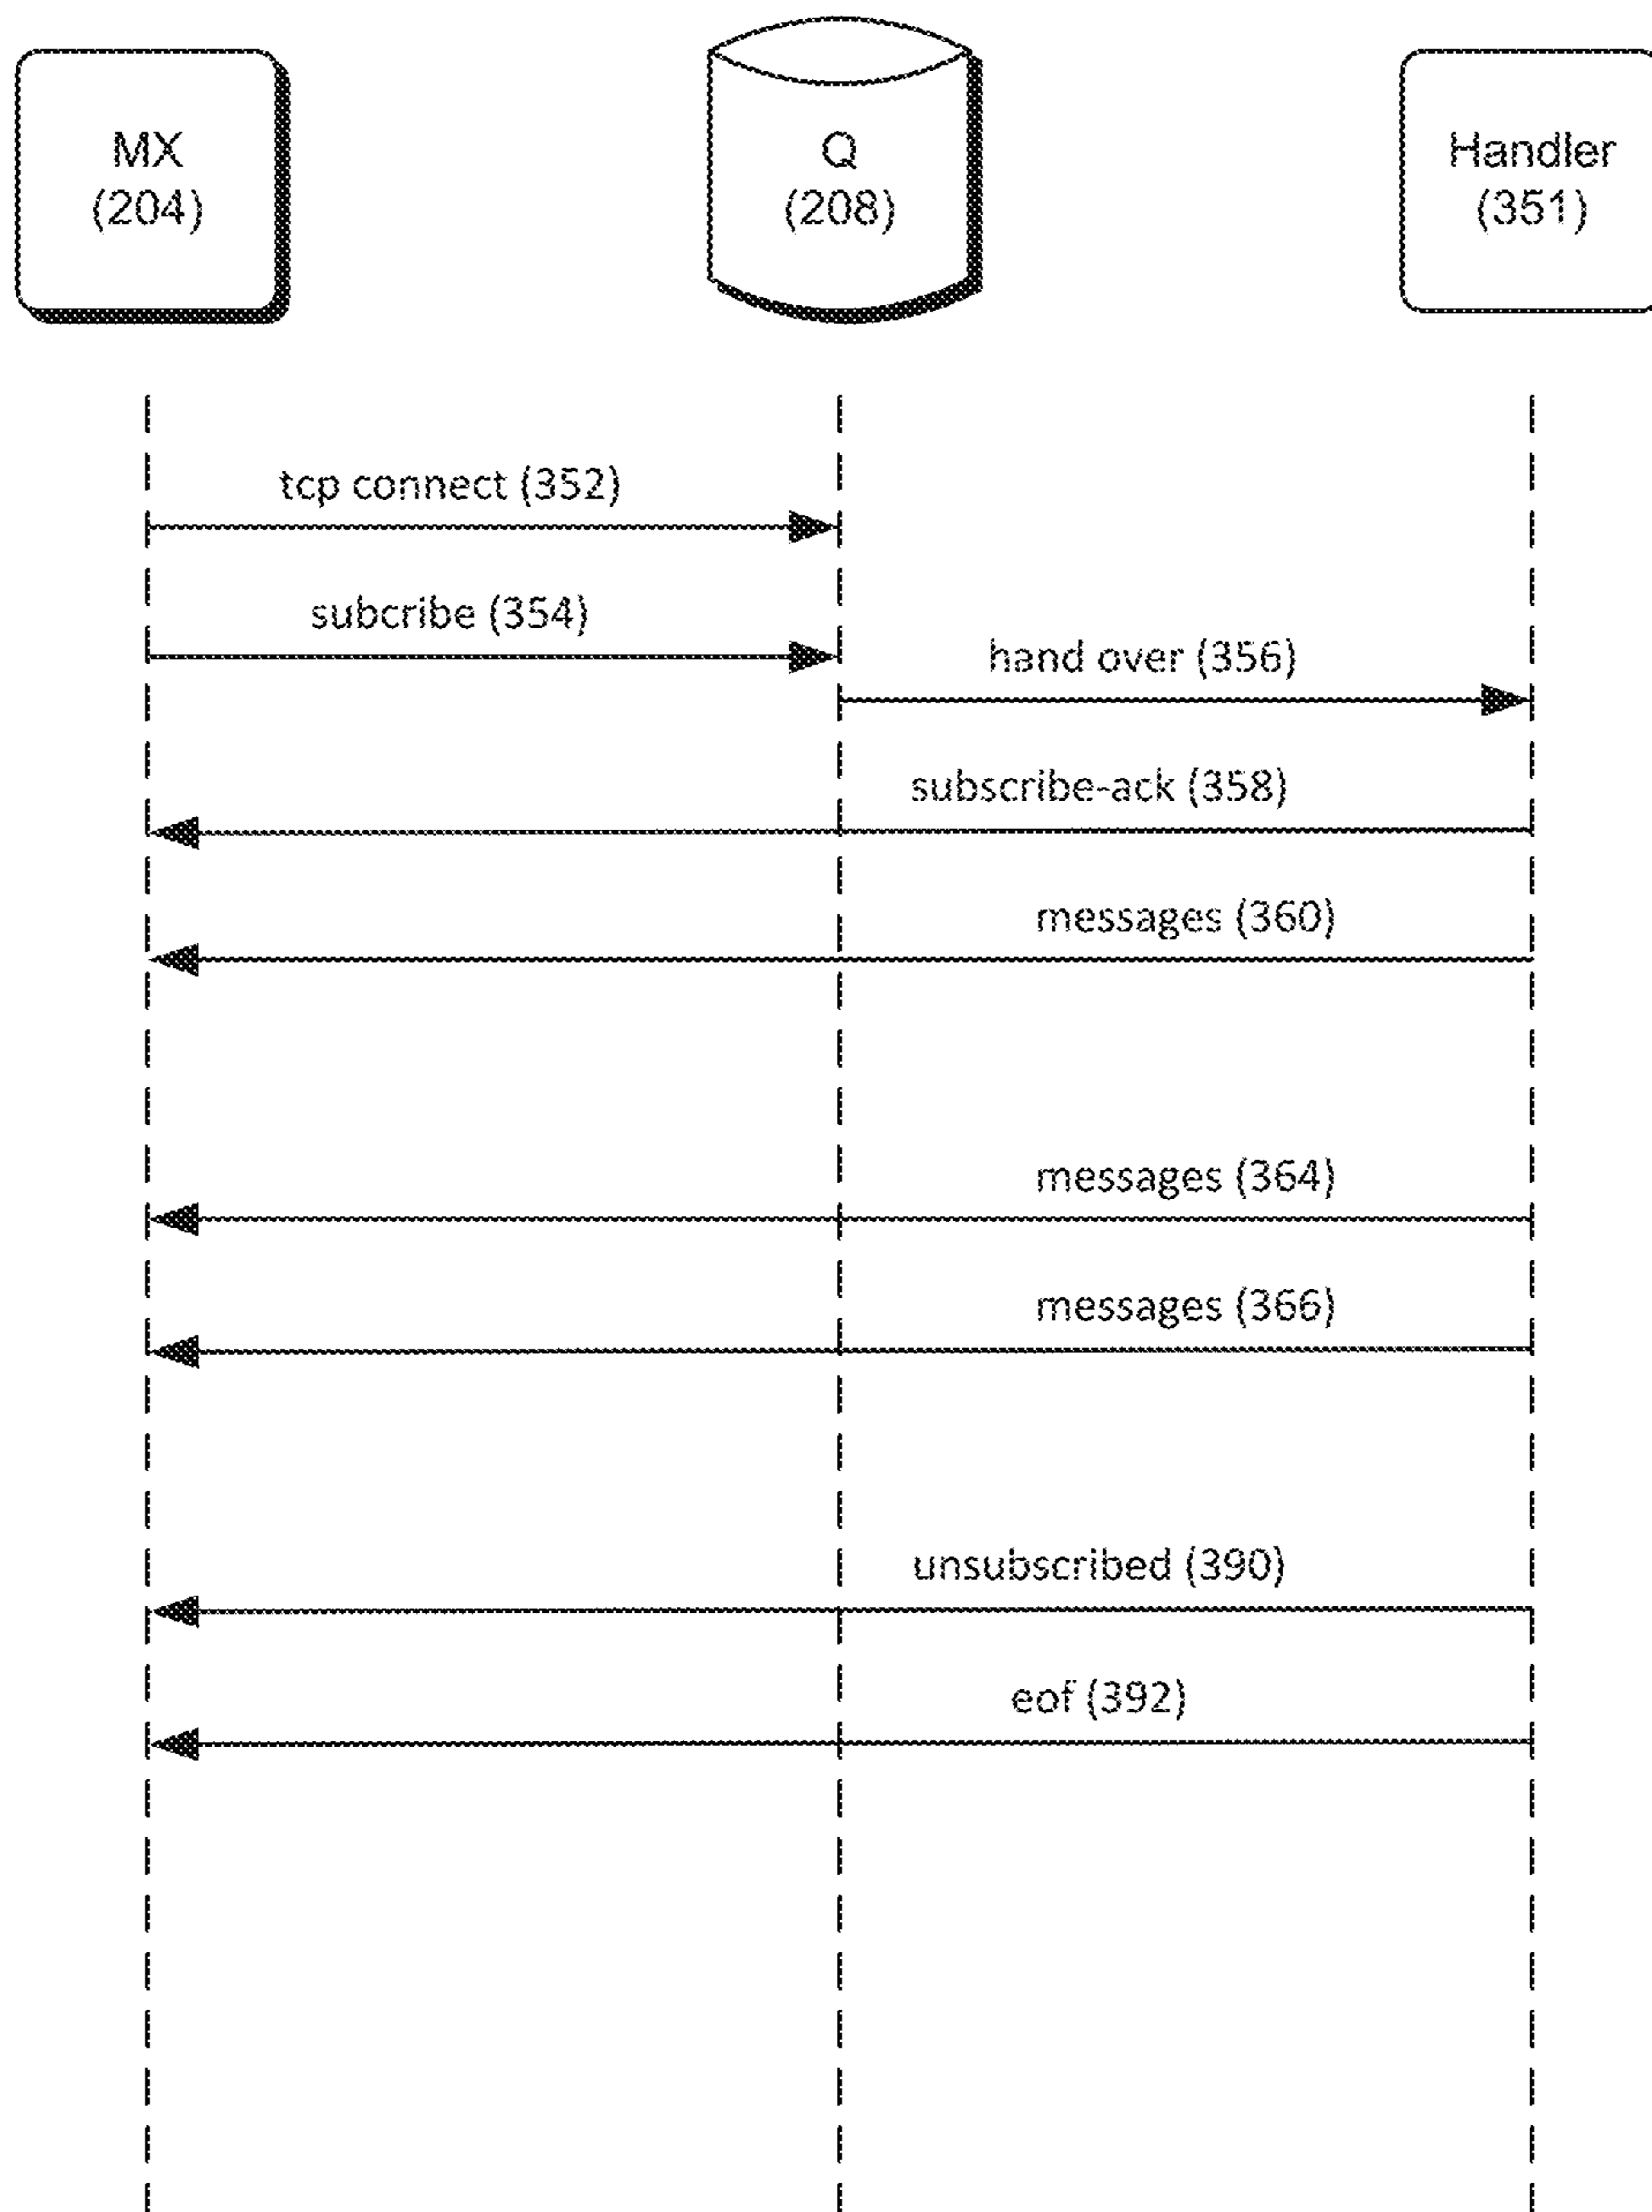 MX
(204)
Q
(208)
Handler
(351)
tcp connect (352)
subcribe (354)
hand over (356)
subscribe-ack (358)
messages (360)
messages (364)
messages (366)
unsubscribed (390)
eof (392)